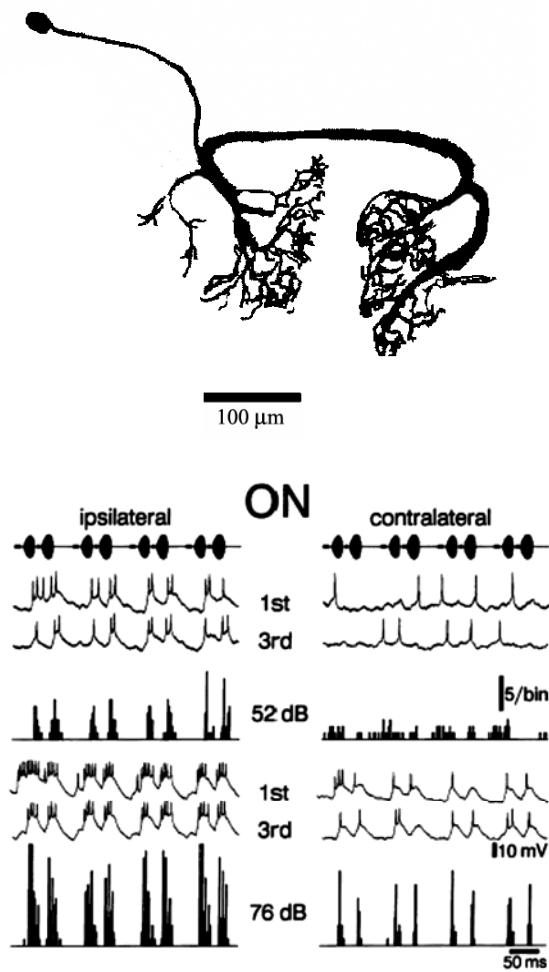 100 µm
ON
ipsilateral
contralateral
1st
3rd
5/bin
52 dB
1st
3rd
10 mV
76 dB
50 ms